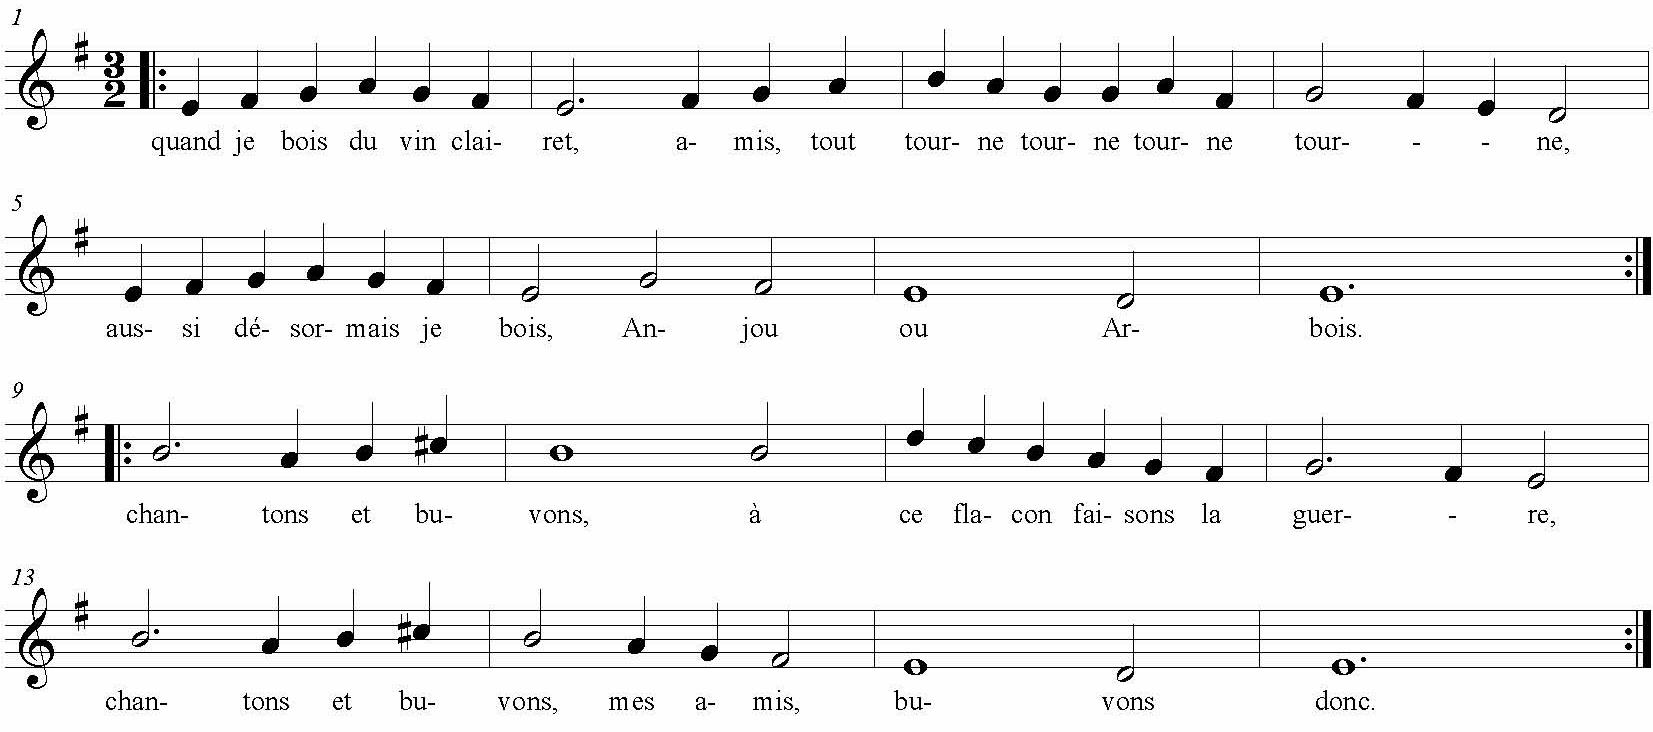 1
3
2
quand je bois du vin clai- ret, a- mis, tout tour- ne tour- ne tour- ne tour- - - ne,
5
aus- si dé- sor- mais je bois, An- jou ou Ar- bois.
9
chan- tons et bu- vons, à ce fla- con fai- sons la guer- - re,
13
chan- tons et bu- vons, mes a- mis, bu- vons donc.